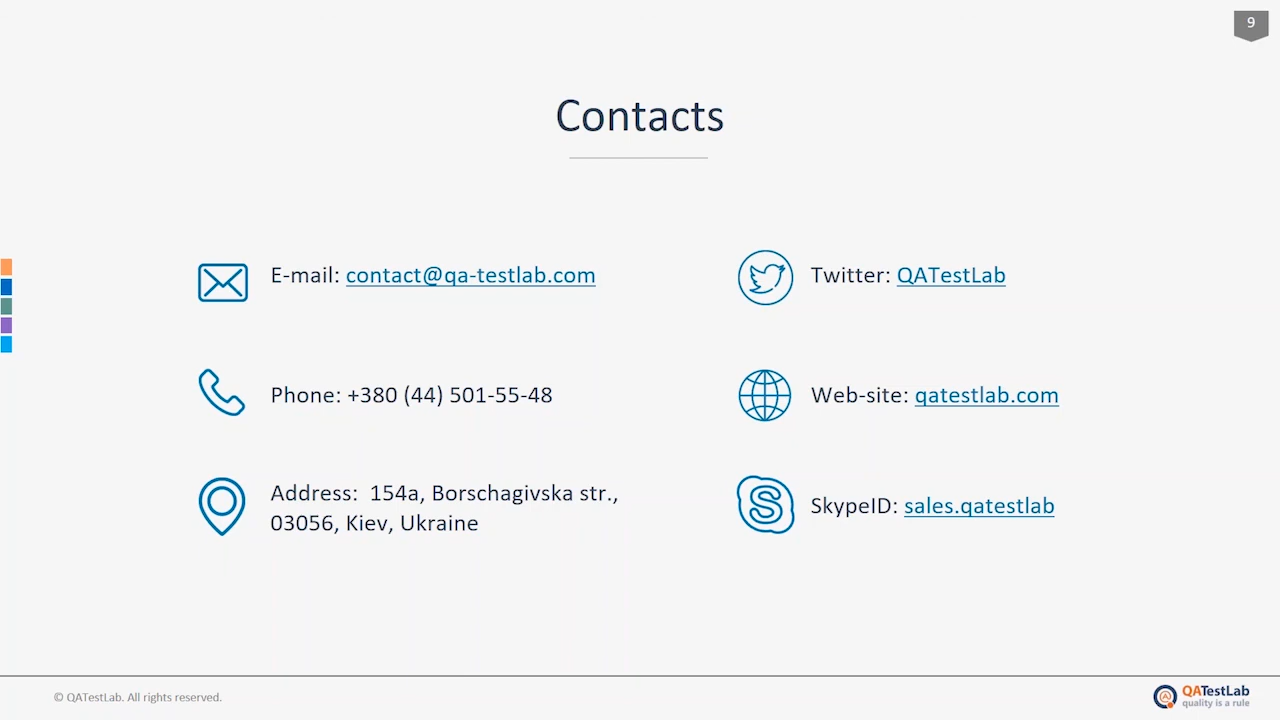 9
Contacts
E-mail: contact@qa-testlab.com
Twitter: QATestLab
Phone: +380 (44) 501-55-48
Web-site: qatestlab.com
Address:  154a, Borschagivska str.,
03056, Kiev, Ukraine
SkypeID: sales.qatestlab
© QATestLab. All rights reserved.
QATestLab
quality is a rule